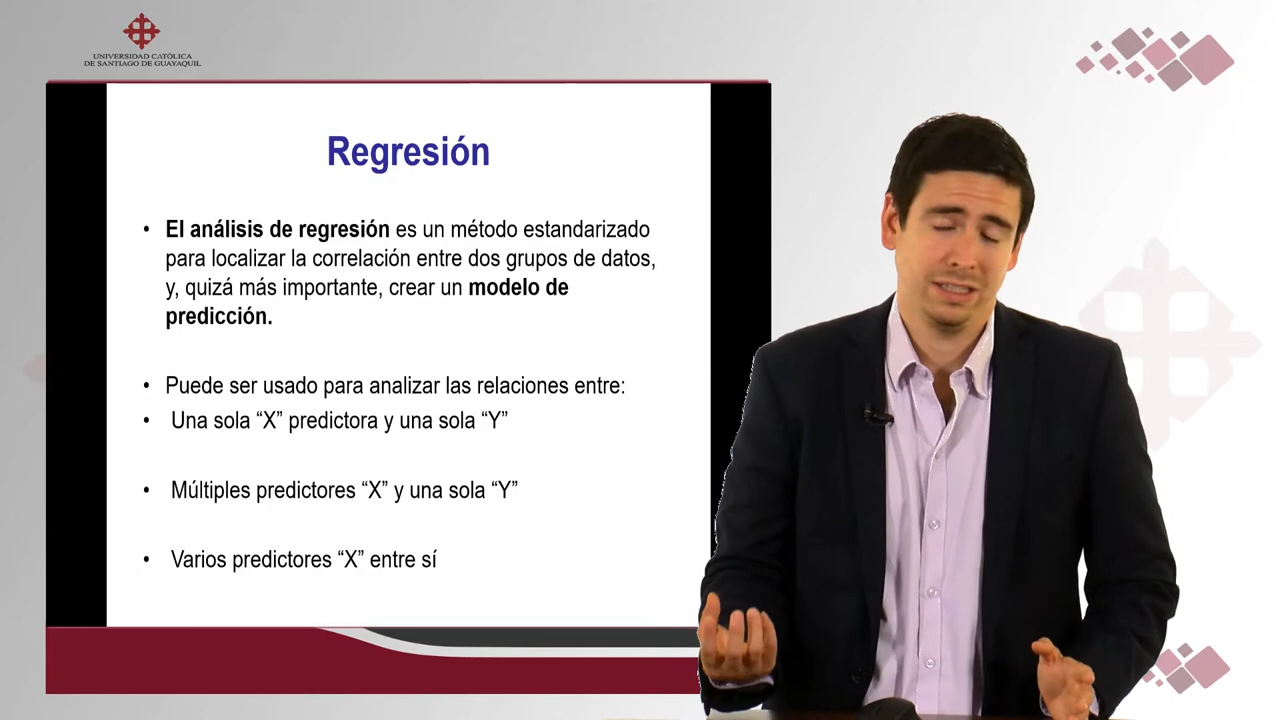 UNIVERSIDAD CATÓLICA
DE SANTIAGO DE GUAYAQUIL
Regresión
• El análisis de regresión es un método estandarizado
para localizar la correlación entre dos grupos de datos,
y, quizá más importante, crear un modelo de
predicción.
• Puede ser usado para analizar las relaciones entre:
• Una sola “X” predictora y una sola “Y”
• Múltiples predictores “X” y una sola “Y”
• Varios predictores “X” entre sí